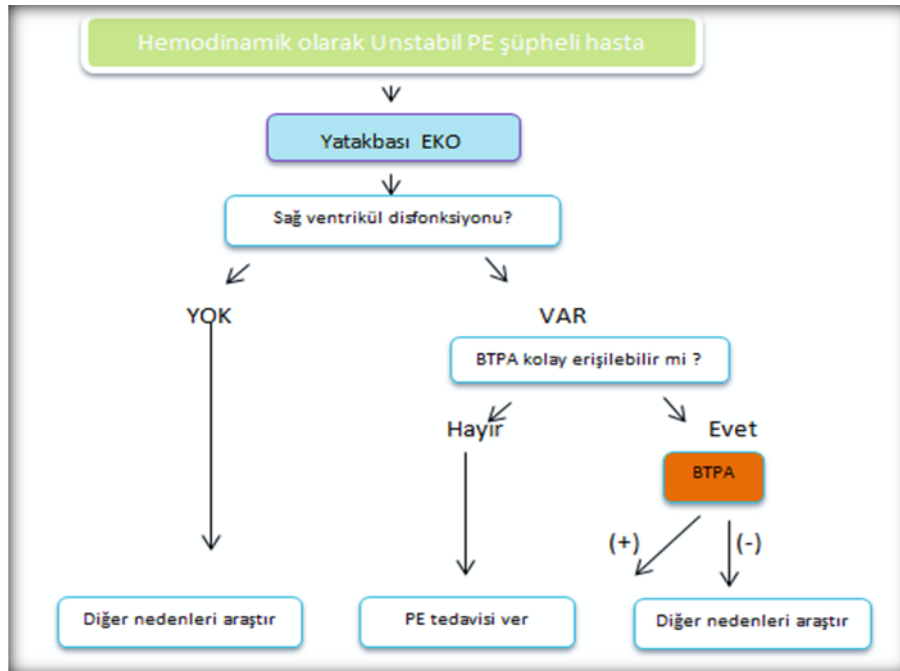 Hemodinamik olarak Unstabil PE şüpheli hasta
Yatakbası EKO
Sağ ventrikül disfonksiyonu?
YOK
VAR
BTPA kolay erişilebilir mi ?
Hayır
Evet
BTPA
(+)
(-)
Diğer nedenleri araştır
PE tedavisi ver
Diğer nedenleri araştır